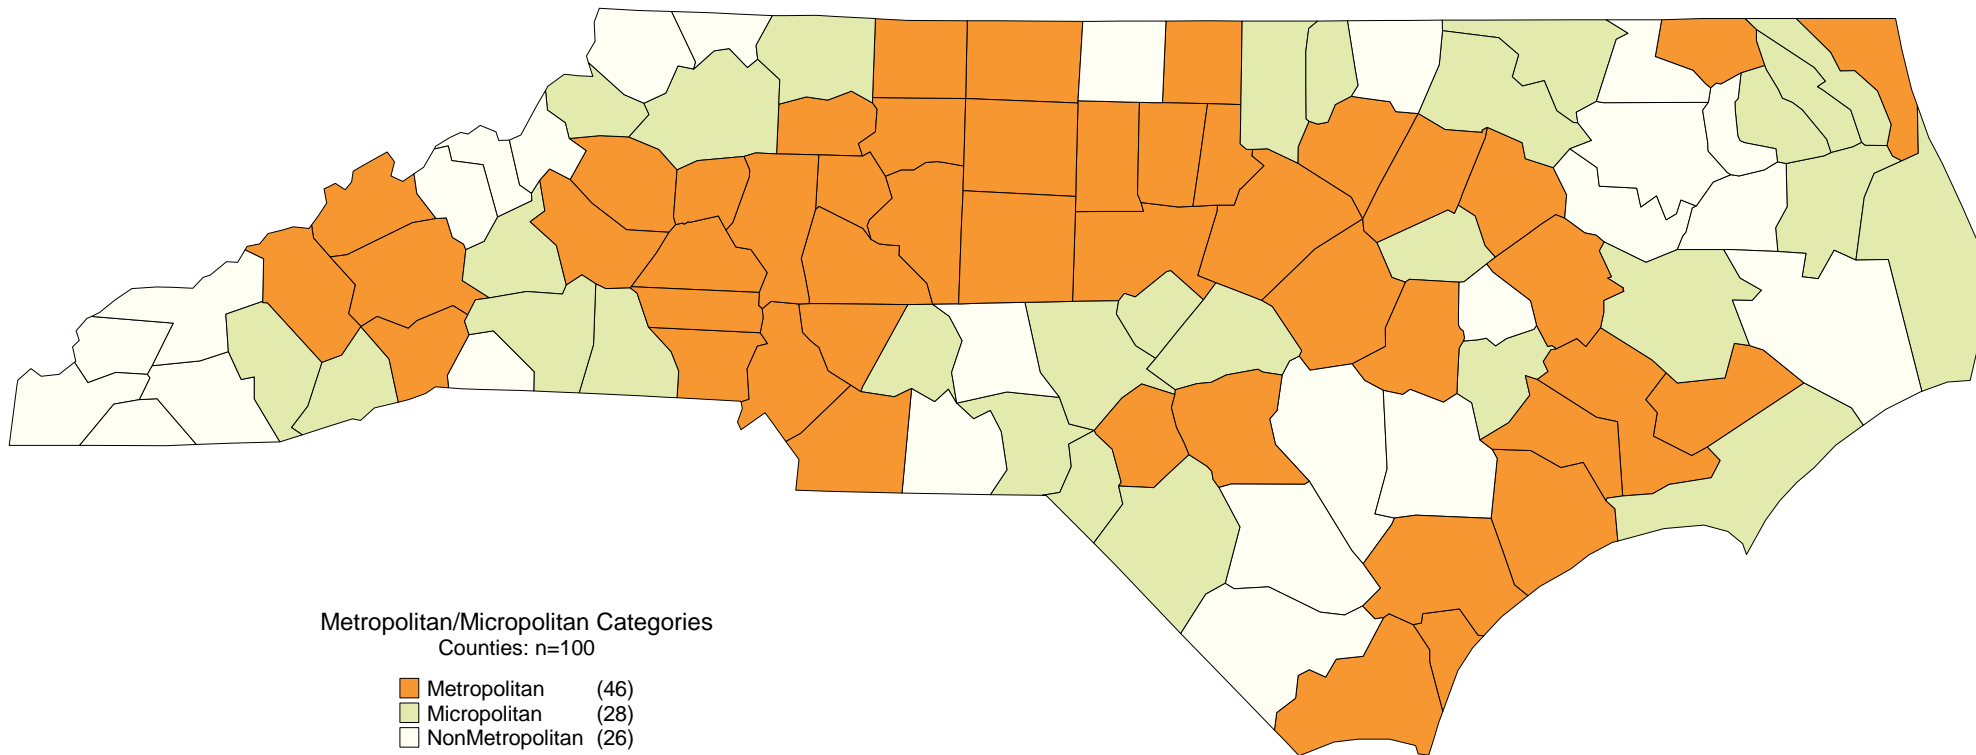 Metropolitan/Micropolitan Categories
Counties: n=100
Metropolitan (46)
Micropolitan (28)
NonMetropolitan (26)